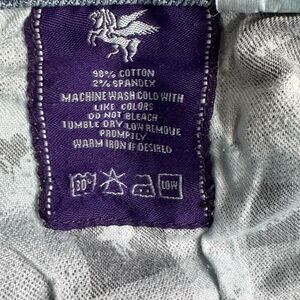 98% COTTON
2% SPANDEX
MACHINE WASH COLD WITH
LIKE COLORS
DO NOT BLEACH
TUMBLE DRY LOW REMOVE
PROMPTLY
WARM IRON IF DESIRED
30° LOW